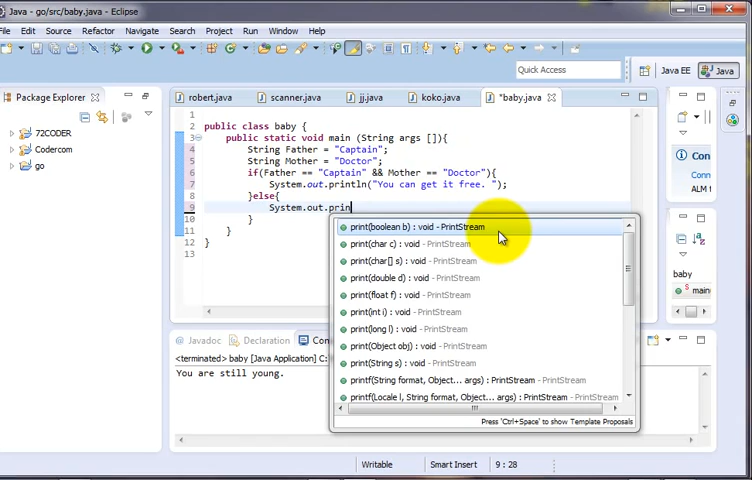 Java - go/src/baby.java - Eclipse
File Edit Source Refactor Navigate Search Project Run Window Help
Quick Access
Java EE
Java
Package Explorer
robert.java
scanner.java
jj.java
koko.java
*baby.java
72CODER
Codercom
go
1
2 public class baby {
3 public static void main (String args []){
4 String Father = "Captain";
5 String Mother = "Doctor";
6 if(Father == "Captain" && Mother == "Doctor"){
7 System.out.println("You can get it free. ");
8 }else{
9 System.out.prin
10 }
11 }
12 }
13
print(boolean b) : void - PrintStream
print(char c) : void - PrintStream
print(char[] s) : void - PrintStream
print(double d) : void - PrintStream
print(float f) : void - PrintStream
print(int i) : void - PrintStream
print(long l) : void - PrintStream
print(Object obj) : void - PrintStream
print(String s) : void - PrintStream
printf(String format, Object... args) : PrintStream - PrintStream
printf(Locale l, String format, Object... args) : PrintStream - PrintStream
Press 'Ctrl+Space' to show Template Proposals
Con
ALM
baby
main
Javadoc
Declaration
Con
<terminated> baby [Java Application] C:
You are still young.
Writable
Smart Insert
9 : 28